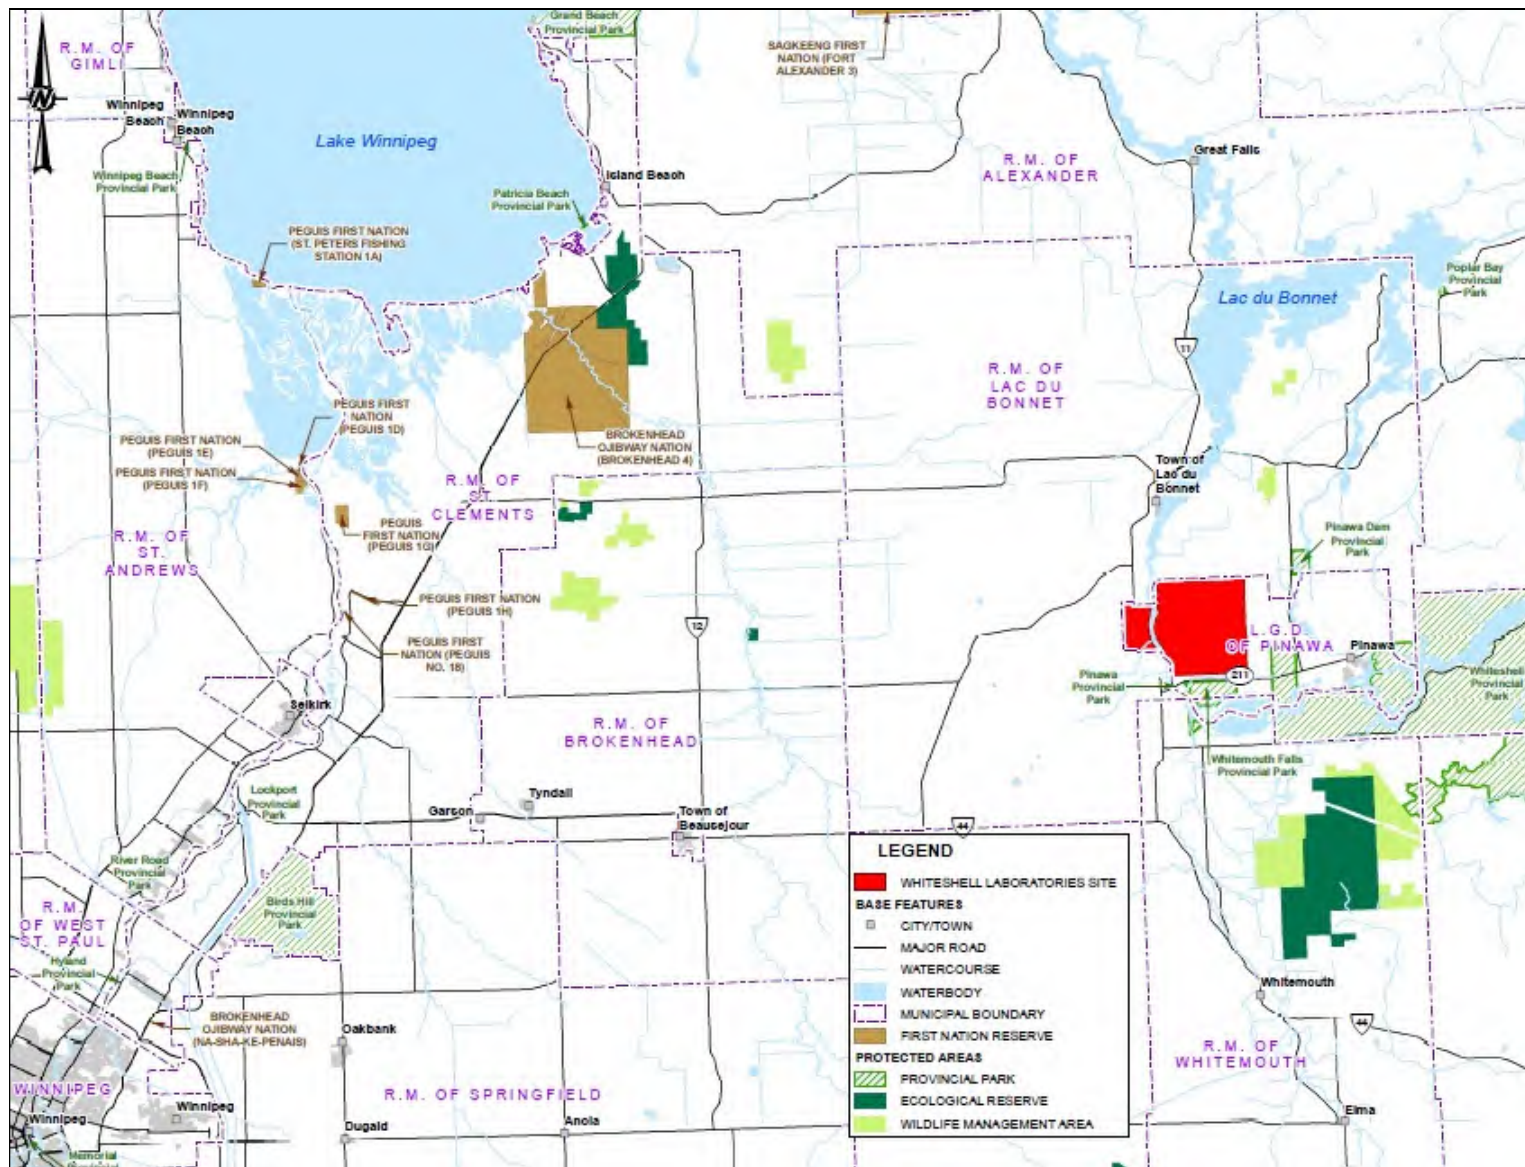 Grand Beach
Provincial Park
R.M. OF
GIMLI
SAGKEENG FIRST
NATION (FORT
ALEXANDER 3)
N
Winnipeg
Beach
Winnipeg
Beach
Lake Winnipeg
Great Falls
R.M. OF
ALEXANDER
Winnipeg Beach
Provincial Park
Island Beach
Patricia Beach
Provincial Park
PEGUIS FIRST NATION
(ST. PETERS FISHING
STATION 1A)
Poplar Bay
Provincial
Park
Lac du Bonnet
11
R.M. OF
LAC DU
BONNET
PEGUIS FIRST
NATION
(PEGUIS 1D)
PEGUIS FIRST NATION
(PEGUIS 1E)
PEGUIS FIRST NATION
(PEGUIS 1F)
BROKENHEAD
OJIBWAY NATION
(BROKENHEAD 4)
R.M. OF
ST.
CLEMENTS
Town of
Lac du
Bonnet
PEGUIS
FIRST NATION
(PEGUIS 1G)
R.M. OF
ST.
ANDREWS
Pinawa Dam
Provincial
Park
PEGUIS FIRST NATION
(PEGUIS 1H)
12
PEGUIS FIRST
NATION (PEGUIS
NO. 1B)
L.G.D.
OF PINAWA
Pinawa
211
Pinawa
Provincial
Park
Whiteshell
Provincial
Park
Selkirk
R.M. OF
BROKENHEAD
Whitemouth Falls
Provincial Park
Lockport
Provincial
Park
Tyndall
Garson
Town of
Beausejour
44
River Road
Provincial
Park
Birds Hill
Provincial
Park
R.M.
OF WEST
ST. PAUL
Hyland
Provincial
Park
BROKENHEAD
OJIBWAY NATION
(NA-SHA-KE-PENAIS)
Oakbank
Whitemouth
44
R.M. OF
WHITEMOUTH
WINNIPEG
Winnipeg
Winnipeg
R.M. OF SPRINGFIELD
Dugald
Anola
Elma
Memorial
Provincial
LEGEND
WHITESHELL LABORATORIES SITE
BASE FEATURES
CITY/TOWN
MAJOR ROAD
WATERCOURSE
WATERBODY
MUNICIPAL BOUNDARY
FIRST NATION RESERVE
PROTECTED AREAS
PROVINCIAL PARK
ECOLOGICAL RESERVE
WILDLIFE MANAGEMENT AREA